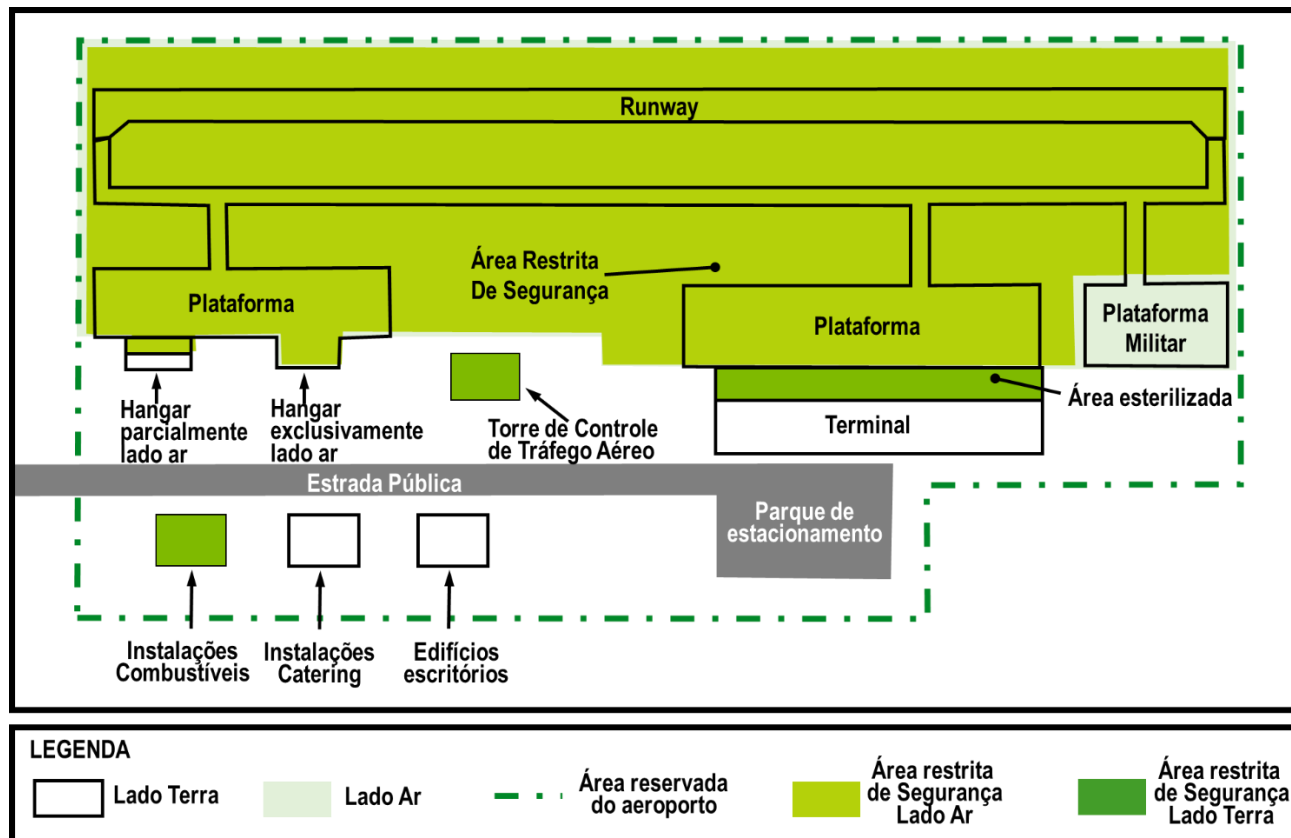 Runway
Área Restrita
De Segurança
Plataforma
Plataforma
Plataforma
Militar
Hangar
parcialmente
lado ar
Hangar
exclusivamente
lado ar
Torre de Controle
de Tráfego Aéreo
Área esterilizada
Terminal
Estrada Pública
Parque de
estacionamento
Instalações
Combustíveis
Instalações
Catering
Edifícios
escritórios
LEGENDA
Lado Terra
Lado Ar
Área reservada
do aeroporto
Área restrita
de Segurança
Lado Ar
Área restrita
de Segurança
Lado Terra